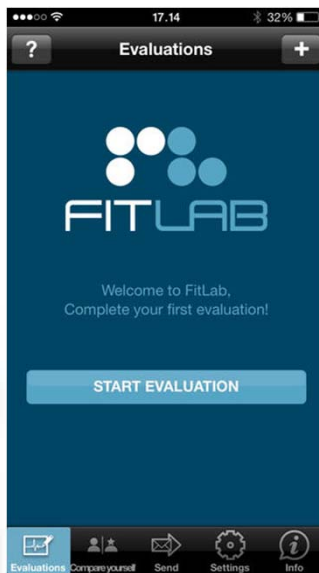 17.14
32%
?
Evaluations
+
FITLAB
Welcome to FitLab,
Complete your first evaluation!
START EVALUATION
Evaluations
Compare yourself
Send
Settings
Info